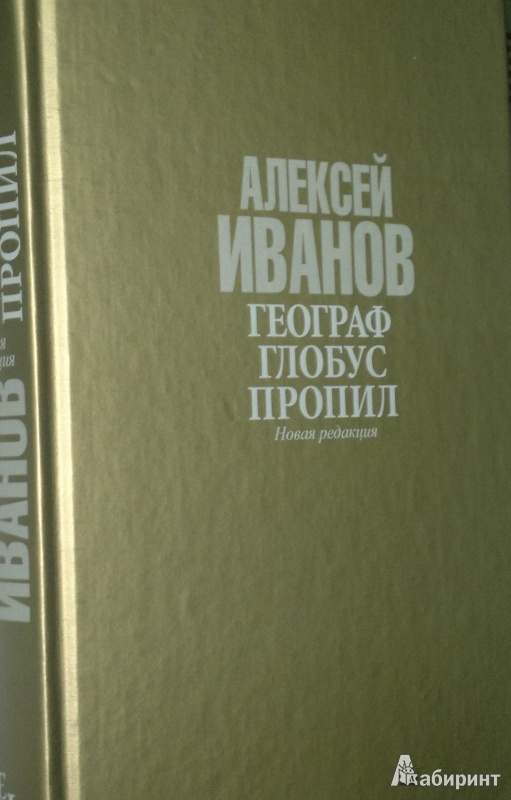 АЛЕКСЕЙ
ИВАНОВ
ГЕОГРАФ
ГЛОБУС
ПРОПИЛ
Новая редакция
ИВАНОВ
ПРОПИЛ
Лабиринт